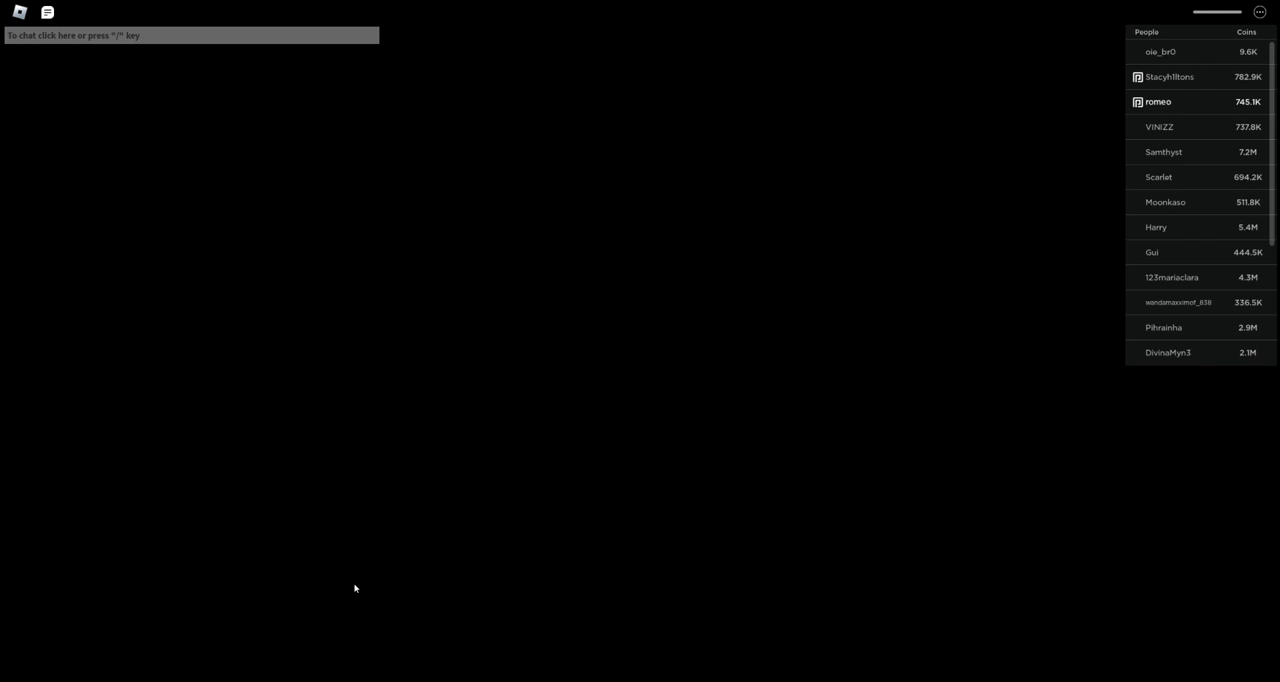 To chat click here or press "/" key
People Coins
oie_br0 9.6K
Stacyh1ltons 782.9K
romeo 745.1K
VINIZZ 737.8K
Samthyst 7.2M
Scarlet 694.2K
Moonkaso 511.8K
Harry 5.4M
Gui 444.5K
123mariaclara 4.3M
wandamaxximof_838 336.5K
Pihrainha 2.9M
DivinaMyn3 2.1M